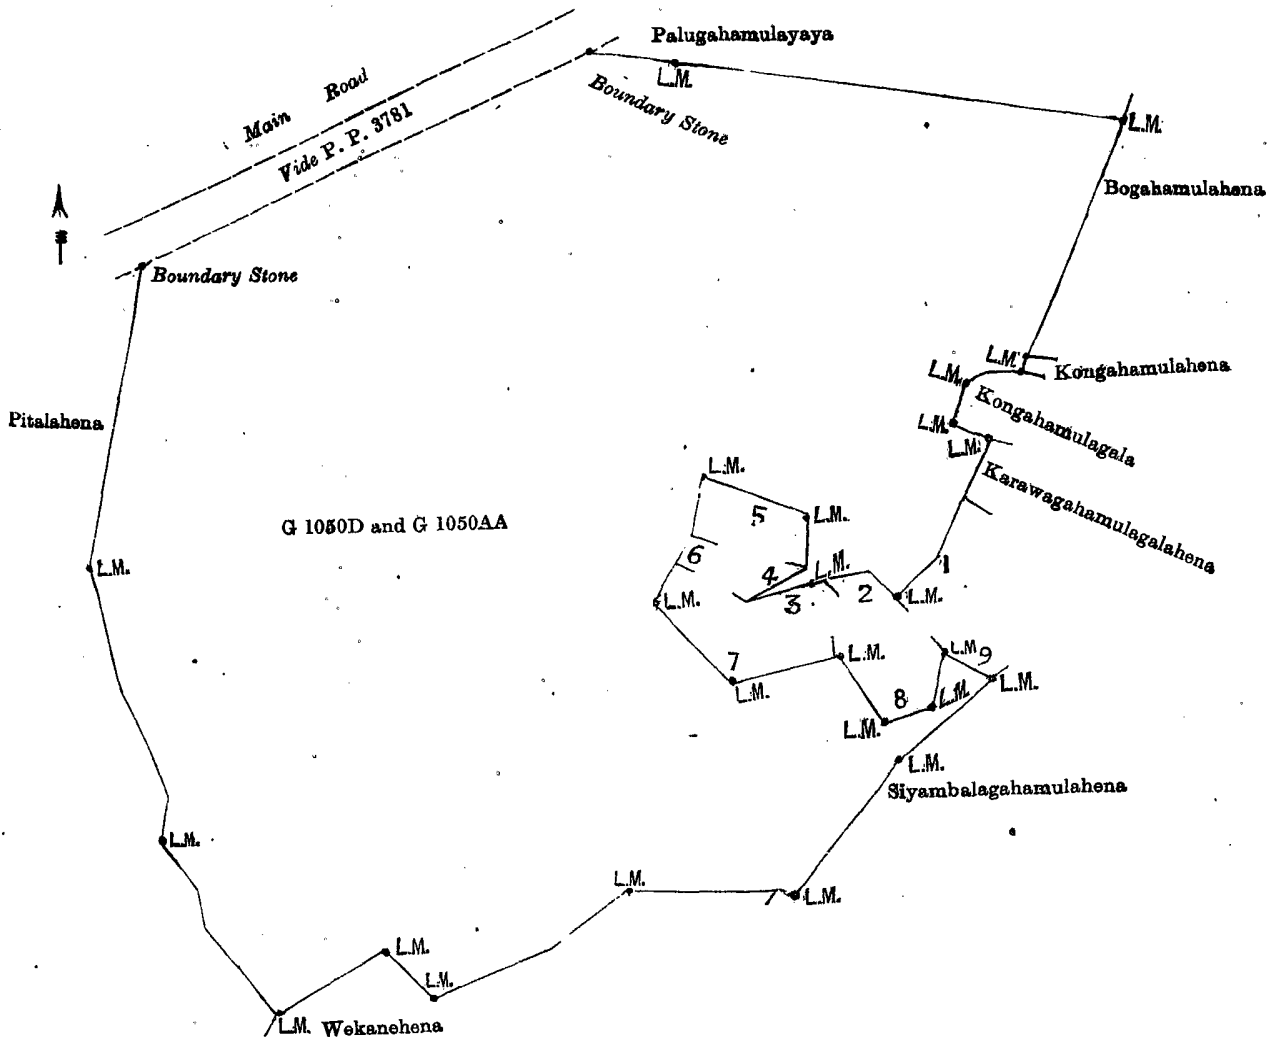 Palugahamulayaya
L.M.
Boundary Stone
Main Road
Vide P. P. 3781
L.M.
Bogahamulahena
Boundary Stone
L.M.
Kongahamulahena
L.M.
Kongahamulagala
L.M.
L.M.
Karawagahamulagalahena
Pitalahena
L.M.
5
L.M.
G 1050D and G 1050AA
6
4
L.M.
1
L.M.
L.M.
3
2
L.M.
7
L.M.
L.M.
L.M.
9
L.M.
8
L.M.
L.M.
L.M.
Siyambalagahamulahena
L.M.
L.M.
L.M.
L.M.
L.M.
L.M.
Wekanehena